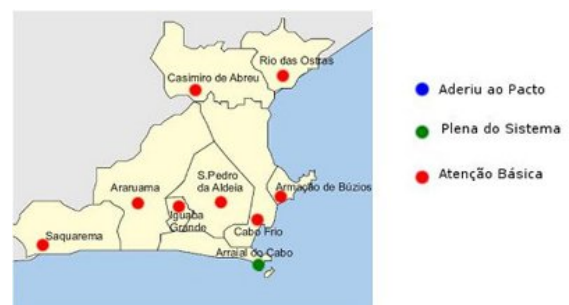 Rio das Ostras
Casimiro de Abreu
Aderiu ao Pacto
Plena do Sistema
Atenção Básica
S.Pedro
da Aldeia
Araruama
Armação de Búzios
Iguaba
Grande
Cabo Frio
Saquarema
Arraial do Cabo